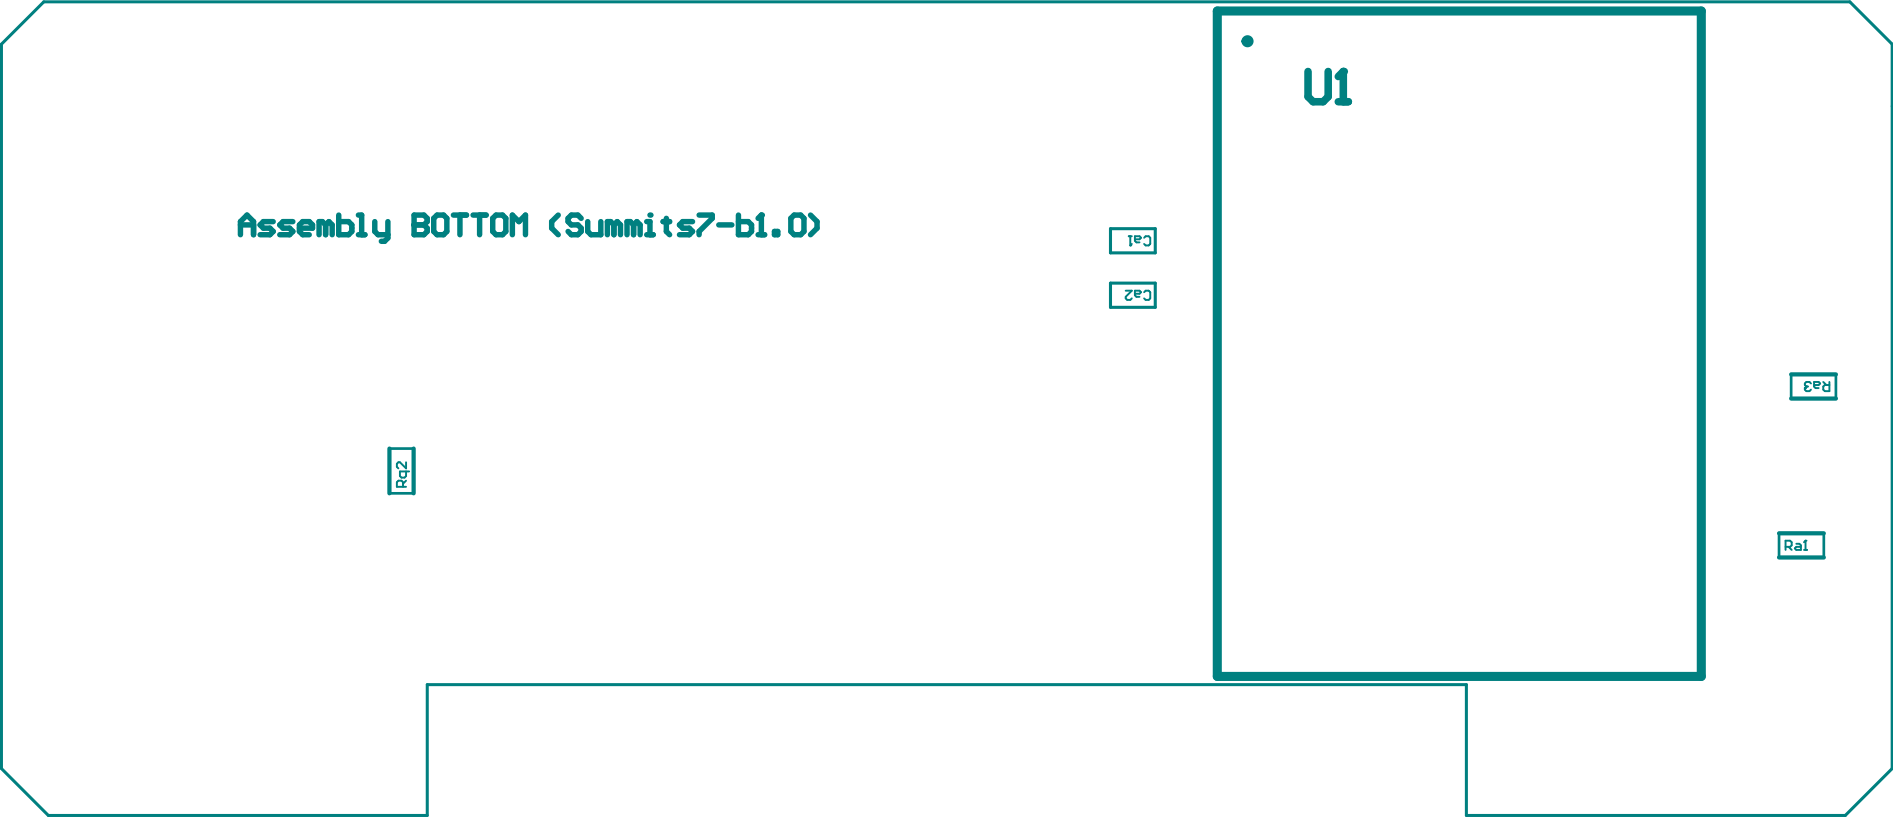 U1
Assembly BOTTOM (Summits7-b1.0)
Ca1
Ca2
Ra3
Rq2
Ra1